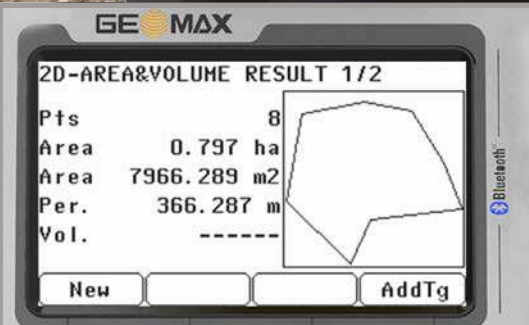 GEOMAX
2D-AREA&VOLUME RESULT 1/2
Pts 8
Area 0.797 ha
Area 7966.289 m2
Per. 366.287 m
Vol. ------
New AddTg
Bluetooth